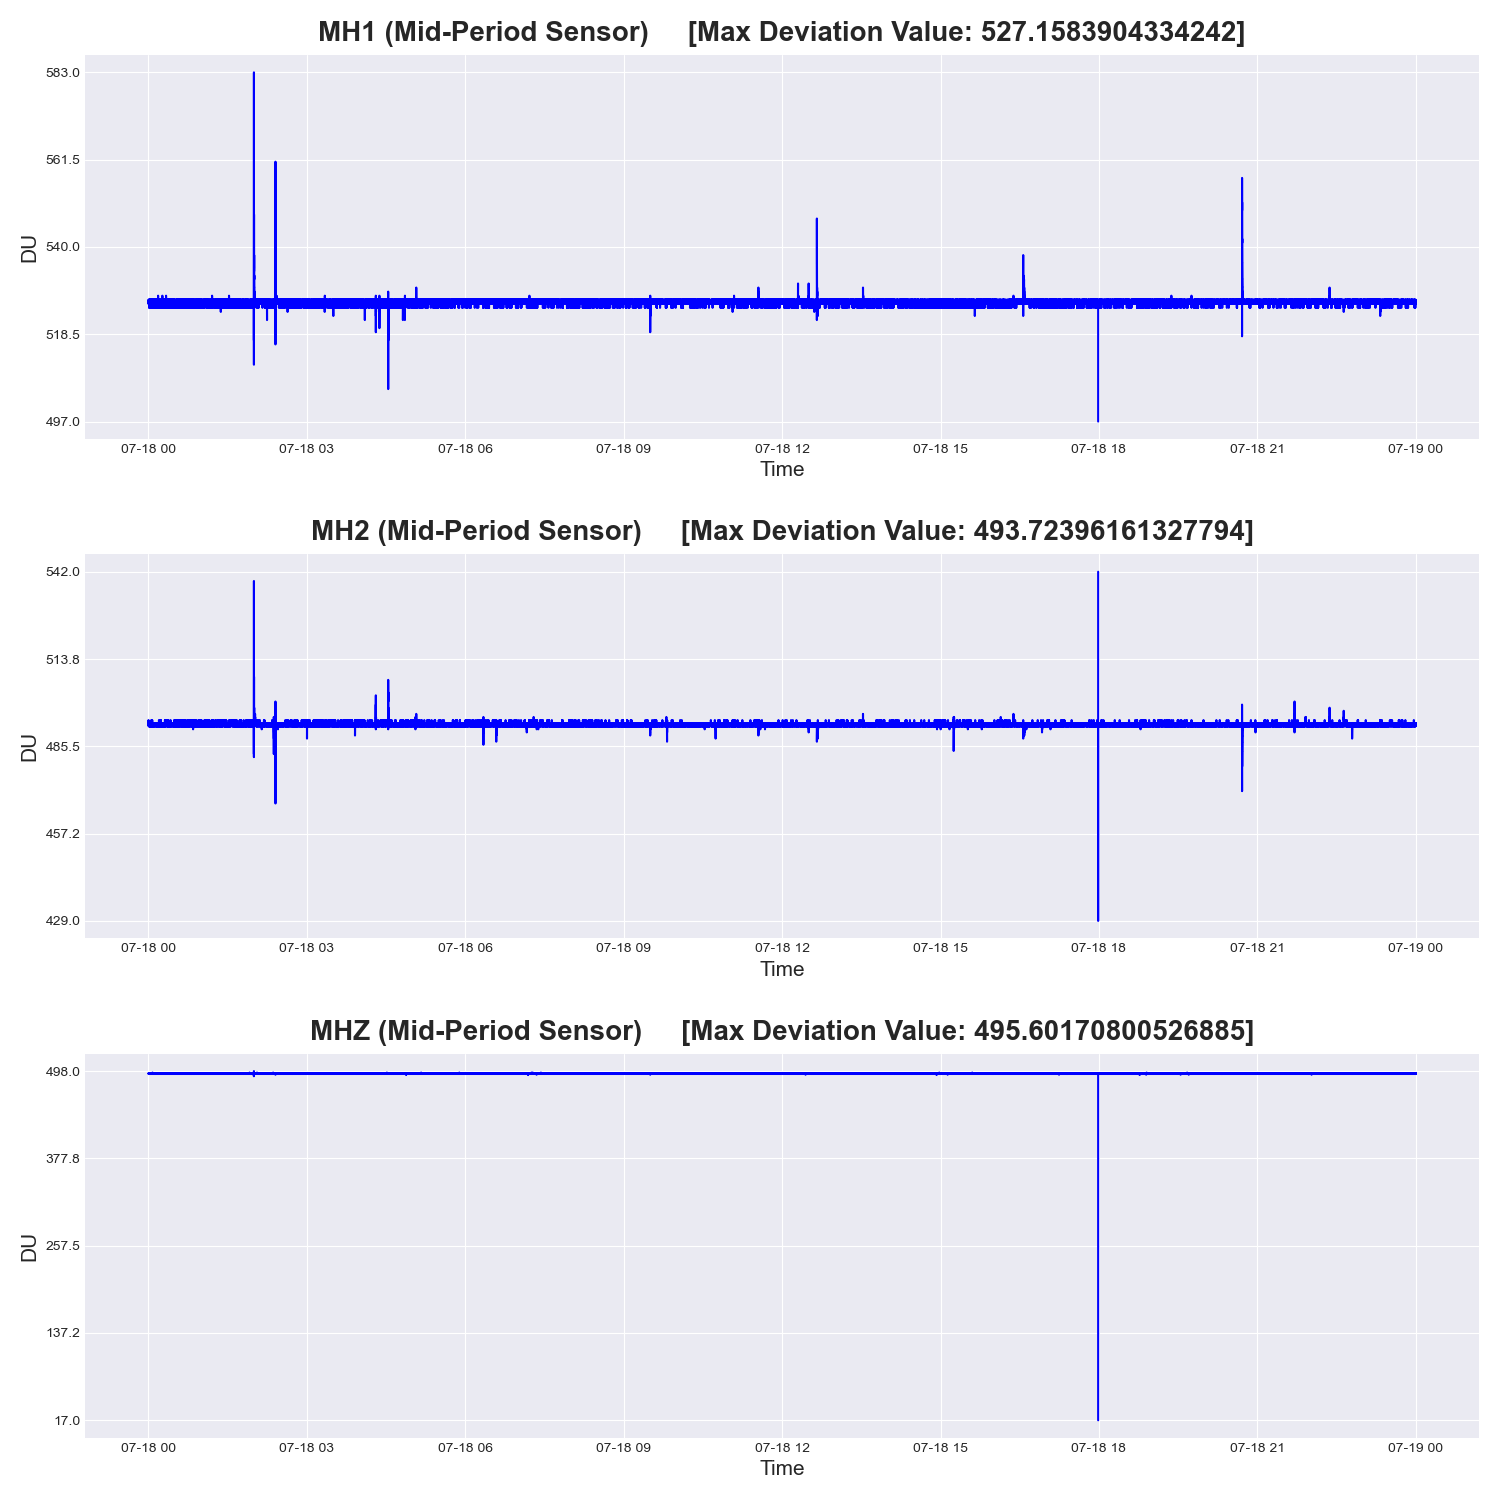 MH1 (Mid-Period Sensor) [Max Deviation Value: 527.1583904334242]
583.0
561.5
540.0
518.5
497.0
DU
07-18 00 07-18 03 07-18 06 07-18 09 07-18 12 07-18 15 07-18 18 07-18 21 07-19 00
Time
MH2 (Mid-Period Sensor) [Max Deviation Value: 493.72396161327794]
542.0
513.8
485.5
457.2
429.0
DU
07-18 00 07-18 03 07-18 06 07-18 09 07-18 12 07-18 15 07-18 18 07-18 21 07-19 00
Time
MHZ (Mid-Period Sensor) [Max Deviation Value: 495.60170800526885]
498.0
377.8
257.5
137.2
17.0
DU
07-18 00 07-18 03 07-18 06 07-18 09 07-18 12 07-18 15 07-18 18 07-18 21 07-19 00
Time